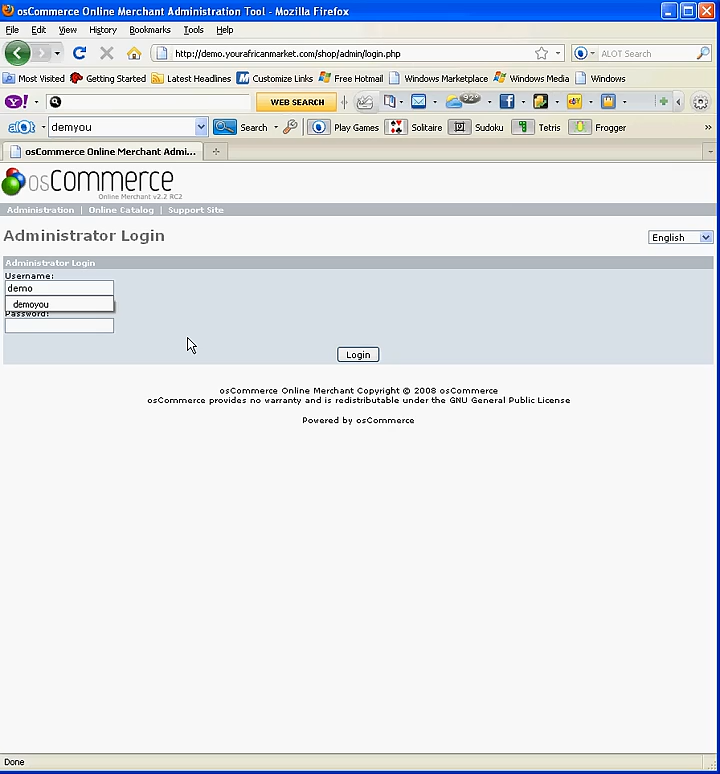 osCommerce Online Merchant Administration Tool - Mozilla Firefox
File Edit View History Bookmarks Tools Help
http://demo.yourafricanmarket.com/shop/admin/login.php ALOT Search
Most Visited Getting Started Latest Headlines Customize Links Free Hotmail Windows Marketplace Windows Media Windows
Y! WEB SEARCH 92°
alot demyou Search Play Games Solitaire Sudoku Tetris Frogger »
osCommerce Online Merchant Admi...
osCommerce
Online Merchant v2.2 RC2
Administration | Online Catalog | Support Site
Administrator Login English
Administrator Login
Username:
demo
demoyou
Password:
Login
osCommerce Online Merchant Copyright © 2008 osCommerce
osCommerce provides no warranty and is redistributable under the GNU General Public License
Powered by osCommerce
Done